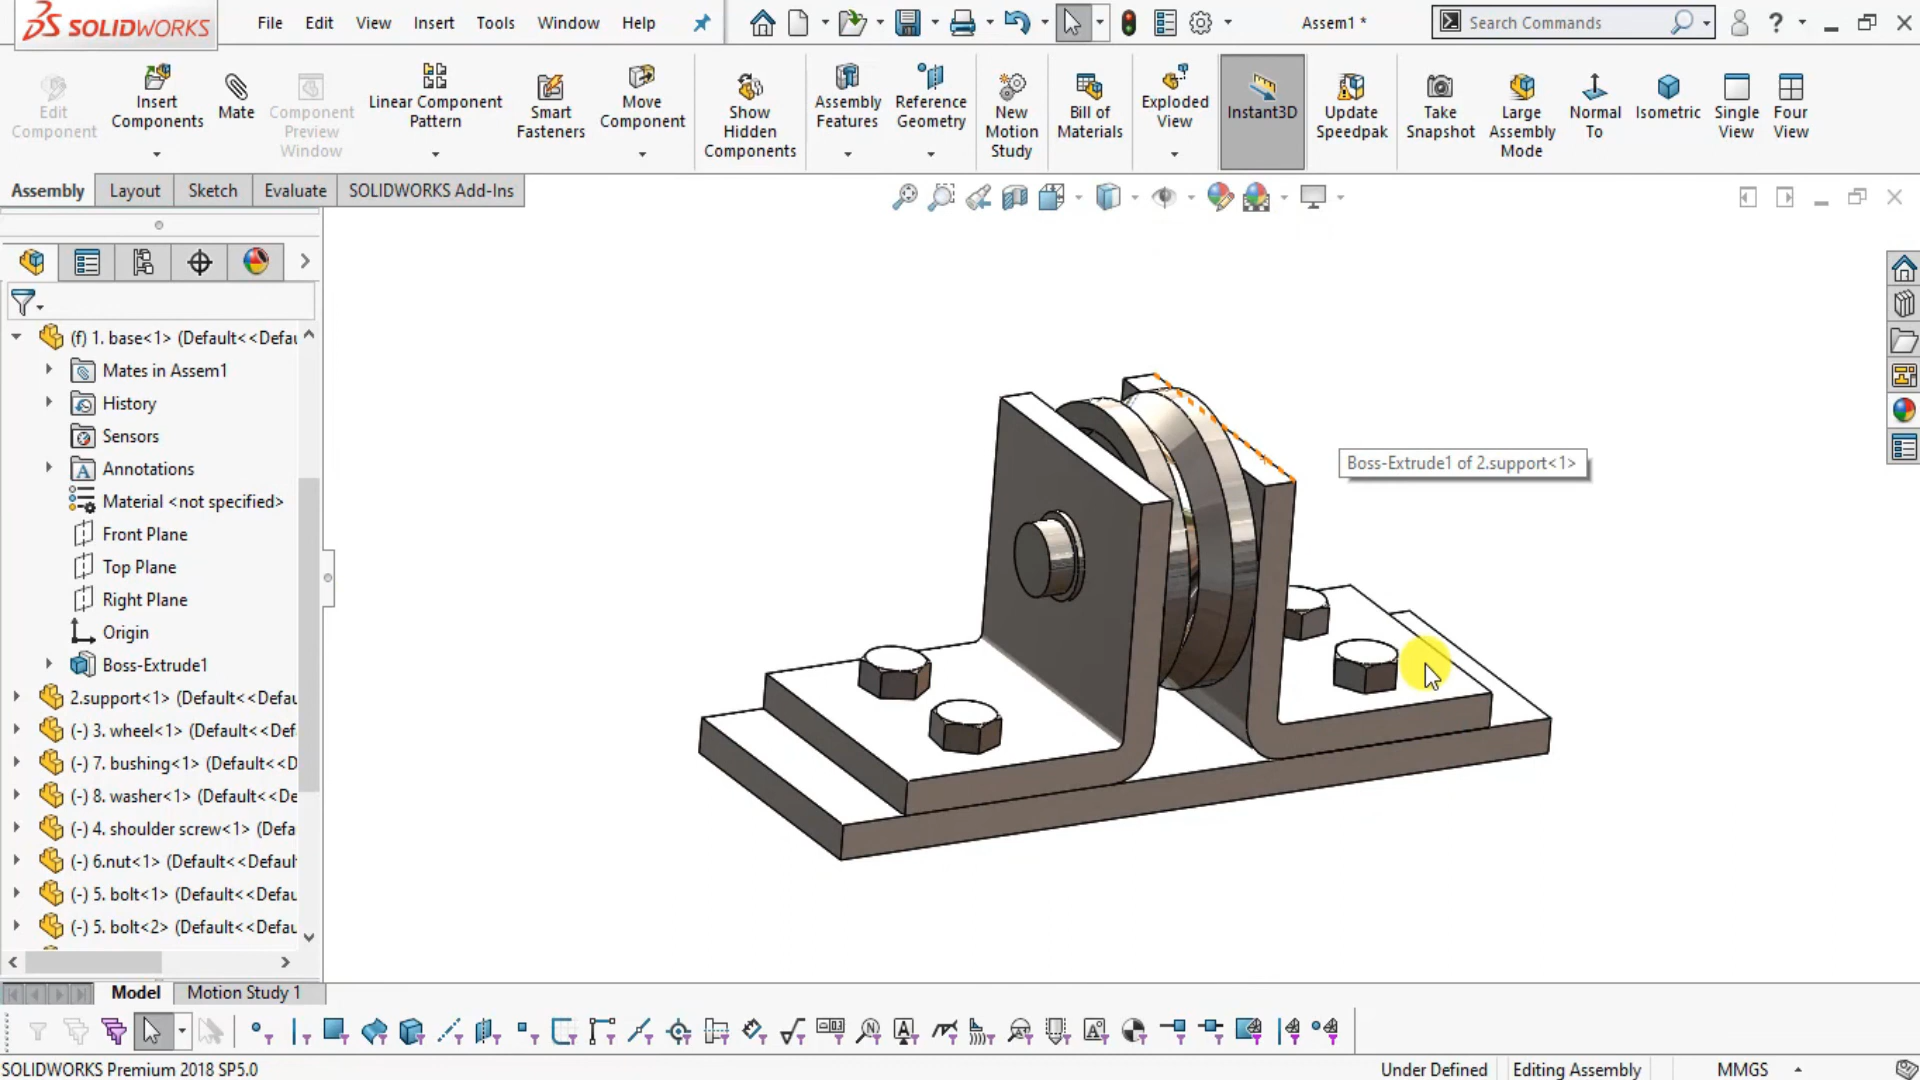 SOLIDWORKS File Edit View Insert Tools Window Help Assem1 * Search Commands ?
Edit Component
Insert Components
Mate
Component Preview Window
Linear Component Pattern
Smart Fasteners
Move Component
Show Hidden Components
Assembly Features
Reference Geometry
New Motion Study
Bill of Materials
Exploded View
Instant3D
Update Speedpak
Take Snapshot
Large Assembly Mode
Normal To
Isometric
Single View
Four View
Assembly Layout Sketch Evaluate SOLIDWORKS Add-Ins
(f) 1. base<1> (Default<<Defau
Mates in Assem1
History
Sensors
Annotations
Material <not specified>
Front Plane
Top Plane
Right Plane
Origin
Boss-Extrude1
2.support<1> (Default<<Defau
(-) 3. wheel<1> (Default<<Def
(-) 7. bushing<1> (Default<<D
(-) 8. washer<1> (Default<<De
(-) 4. shoulder screw<1> (Defa
(-) 6.nut<1> (Default<<Default
(-) 5. bolt<1> (Default<<Defau
(-) 5. bolt<2> (Default<<Defau
Boss-Extrude1 of 2.support<1>
Model Motion Study 1
SOLIDWORKS Premium 2018 SP5.0 Under Defined Editing Assembly MMGS